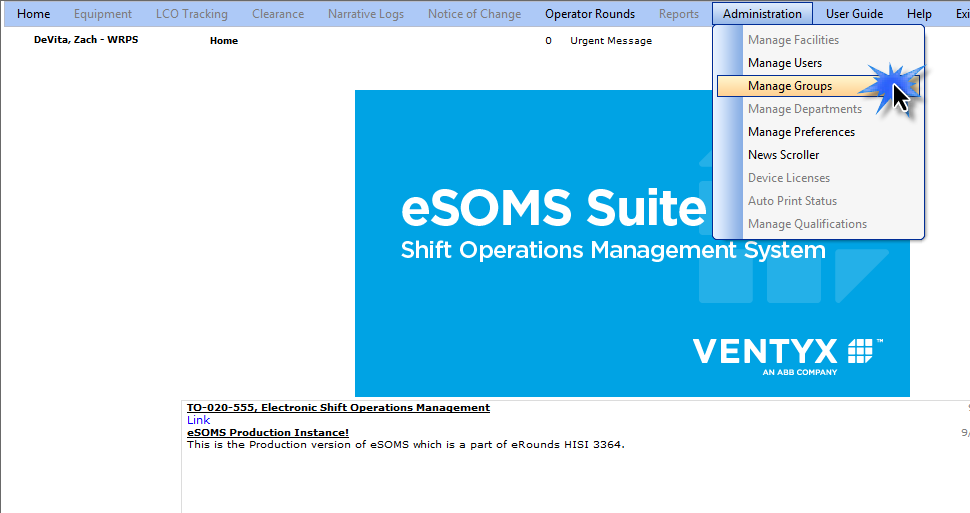 Home Equipment LCO Tracking Clearance Narrative Logs Notice of Change Operator Rounds Reports Administration User Guide Help Exi
DeVita, Zach - WRPS Home 0 Urgent Message
Manage Facilities
Manage Users
Manage Groups
Manage Departments
Manage Preferences
News Scroller
Device Licenses
Auto Print Status
Manage Qualifications
eSOMS Suite
Shift Operations Management System
VENTYX ™
AN ABB COMPANY
TO-020-555, Electronic Shift Operations Management
Link
eSOMS Production Instance! 9/
This is the Production version of eSOMS which is a part of eRounds HISI 3364.